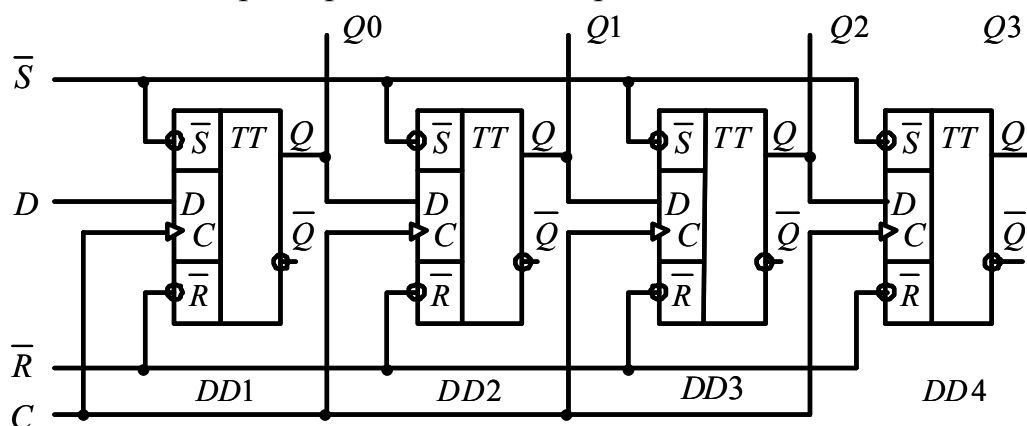 Q0 Q1 Q2 Q3
S̅
S̅ TT Q S̅ TT Q S̅ TT Q S̅ TT Q
D D D D D
C Q̅ C Q̅ C Q̅ C Q̅
R̅ R̅ R̅ R̅
R̅
DD1 DD2 DD3 DD4
C